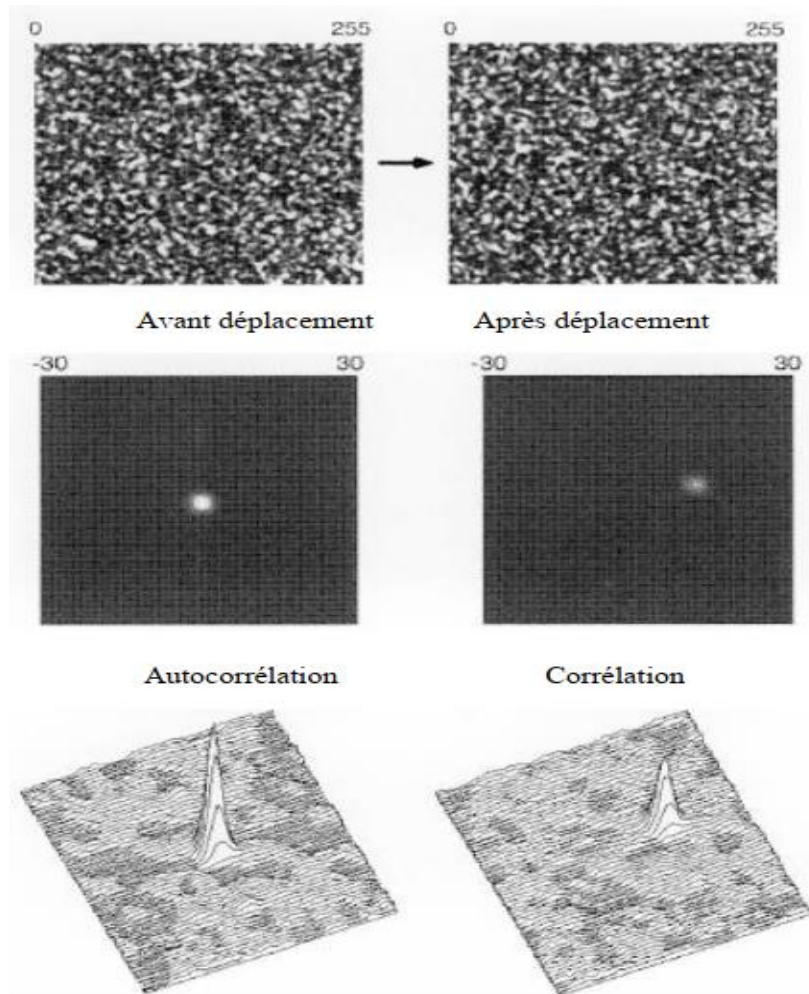 0 255 0 255
Avant déplacement Après déplacement
-30 30 -30 30
Autocorrélation Corrélation